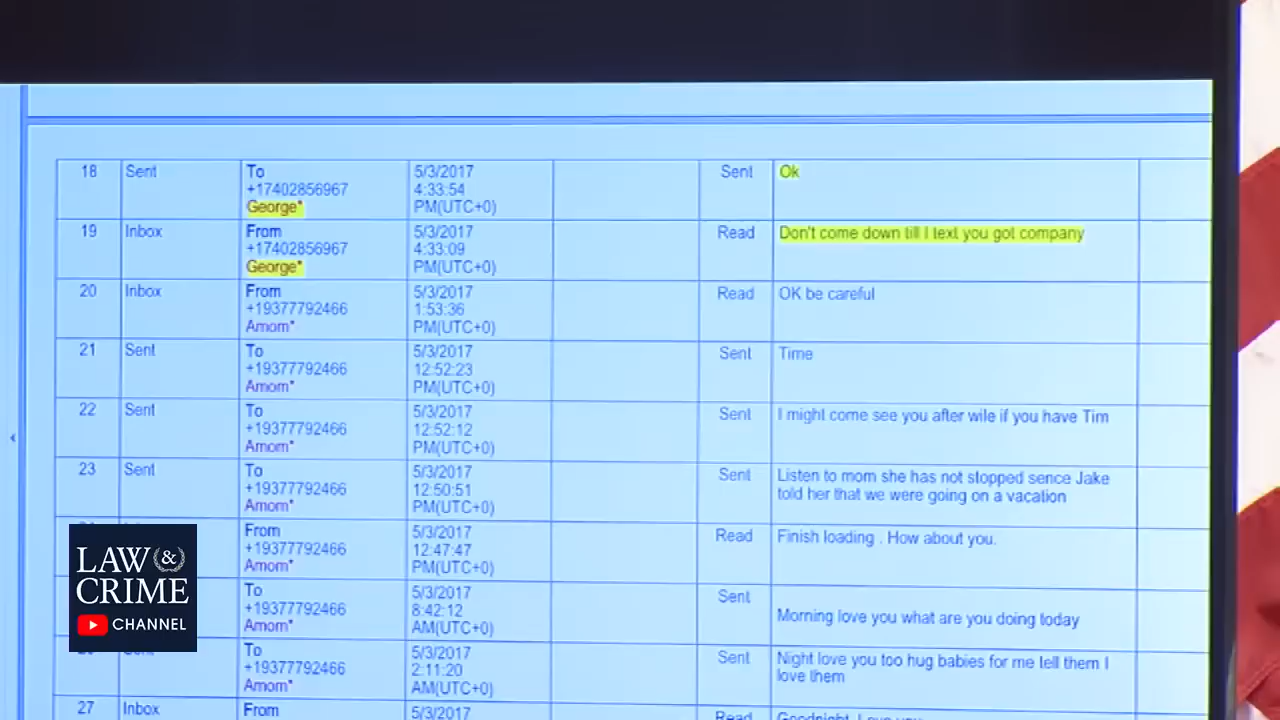 18 Sent To 5/3/2017 Sent Ok
+17402856967 4:33:54
George* PM(UTC+0)
19 Inbox From 5/3/2017 Read Don't come down till I text you got company
+17402856967 4:33:09
George* PM(UTC+0)
20 Inbox From 5/3/2017 Read OK be careful
+19377792466 1:53:36
Amom* PM(UTC+0)
21 Sent To 5/3/2017 Sent Time
+19377792466 12:52:23
Amom* PM(UTC+0)
22 Sent To 5/3/2017 Sent I might come see you after wile if you have Tim
+19377792466 12:52:12
Amom* PM(UTC+0)
23 Sent To 5/3/2017 Sent Listen to mom she has not stopped sence Jake
+19377792466 12:50:51 told her that we were going on a vacation
Amom* PM(UTC+0)
From 5/3/2017 Read Finish loading . How about you.
+19377792466 12:47:47
Amom* PM(UTC+0)
To 5/3/2017 Sent
+19377792466 8:42:12 Morning love you what are you doing today
Amom* AM(UTC+0)
To 5/3/2017 Sent Night love you too hug babies for me tell them I
+19377792466 2:11:20 love them
Amom* AM(UTC+0)
27 Inbox From 5/3/2017 Read Goodnight
LAW &
CRIME
CHANNEL